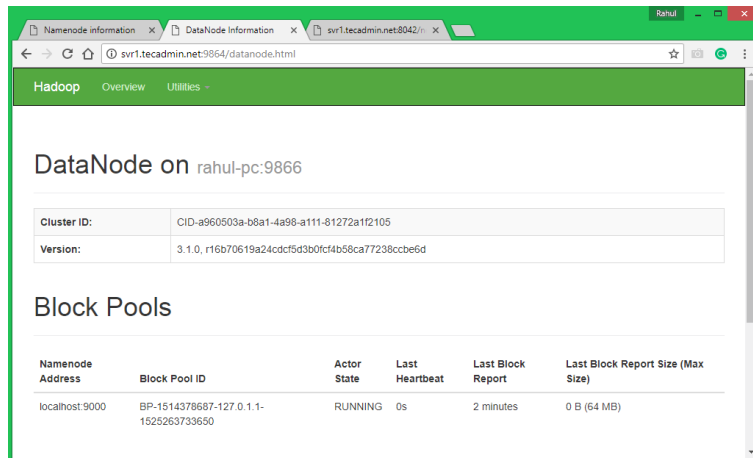 Rahul
Namenode information
DataNode Information
svr1.tecadmin.net:8042/n
svr1.tecadmin.net:9864/datanode.html
Hadoop Overview Utilities
DataNode on rahul-pc:9866
Cluster ID: CID-a960503a-b8a1-4a98-a111-81272a1f2105
Version: 3.1.0, r16b70619a24cdcf5d3b0fcf4b58ca77238ccbe6d
Block Pools
Namenode Address Block Pool ID Actor State Last Heartbeat Last Block Report Last Block Report Size (Max Size)
localhost:9000 BP-1514378687-127.0.1.1-1525263733650 RUNNING 0s 2 minutes 0 B (64 MB)